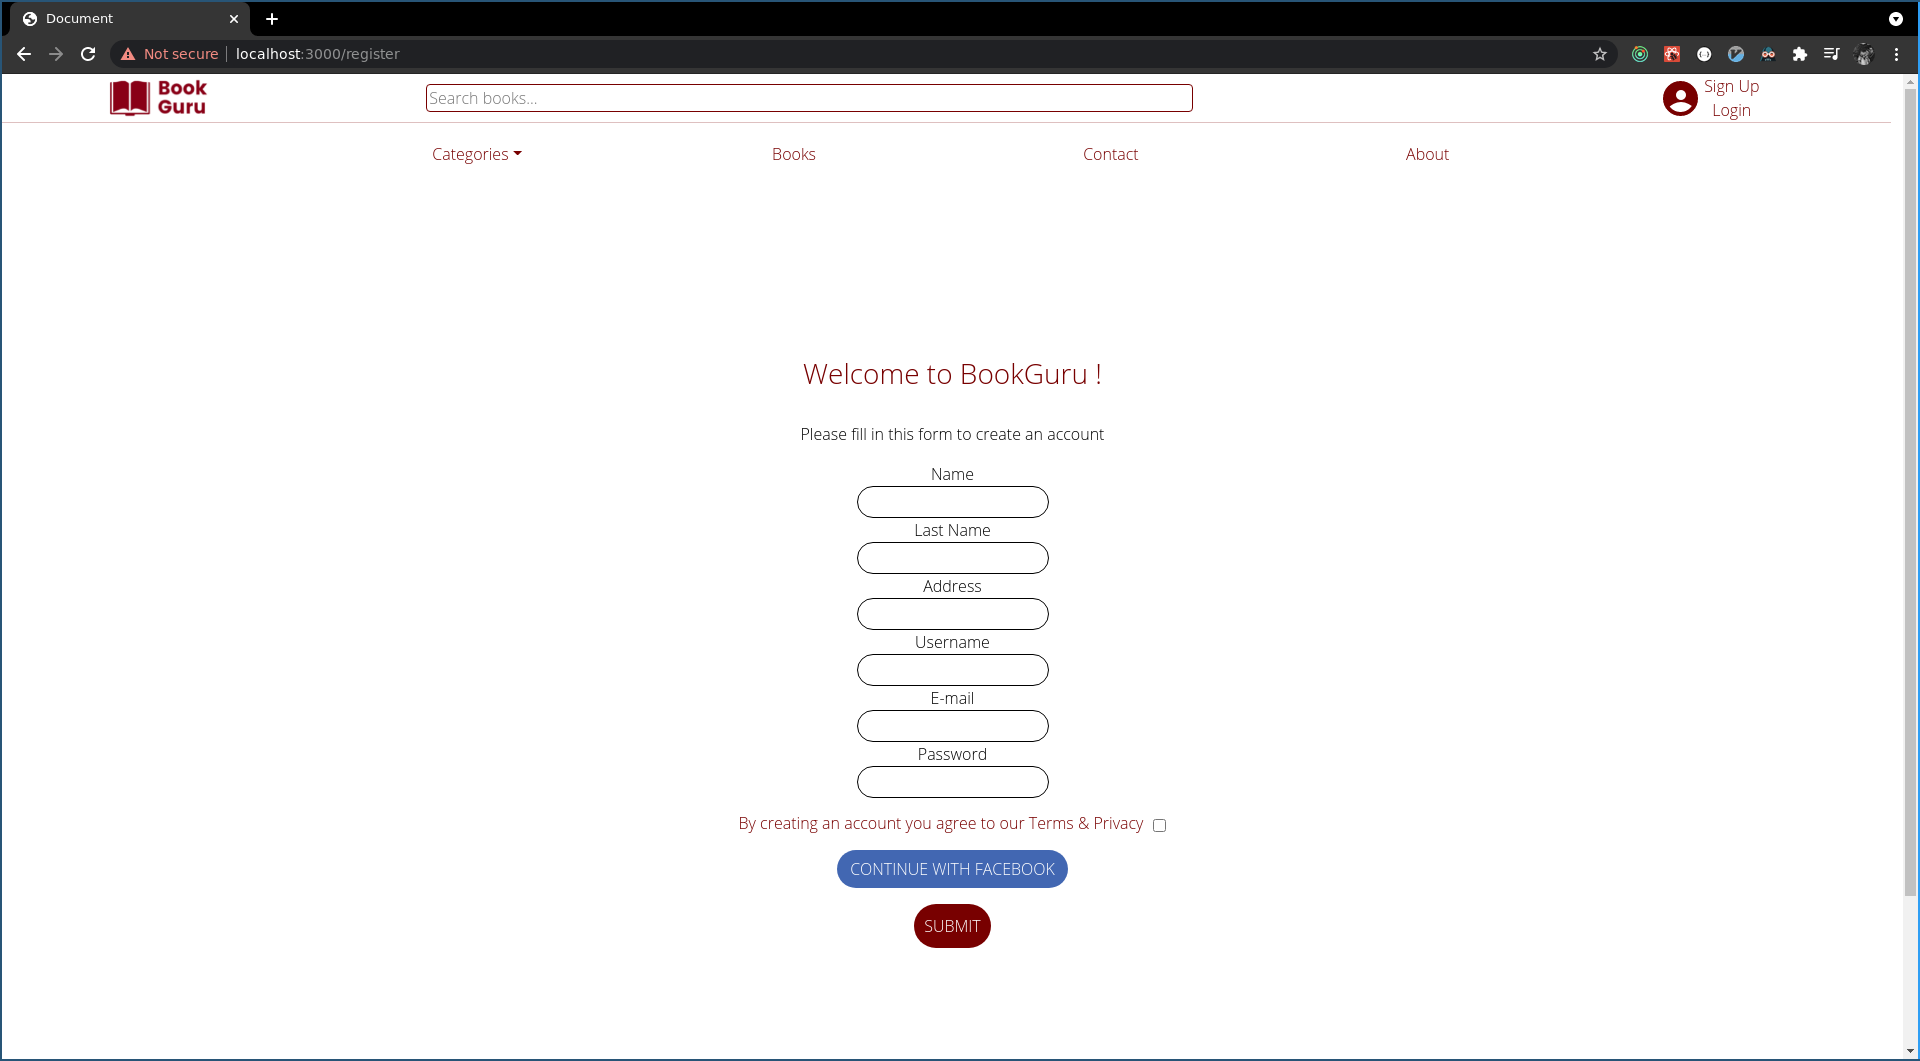 Document
Not secure localhost:3000/register
Book
Guru
Search books...
Sign Up
Login
Categories Books Contact About
Welcome to BookGuru !
Please fill in this form to create an account
Name
Last Name
Address
Username
E-mail
Password
By creating an account you agree to our Terms & Privacy
CONTINUE WITH FACEBOOK
SUBMIT